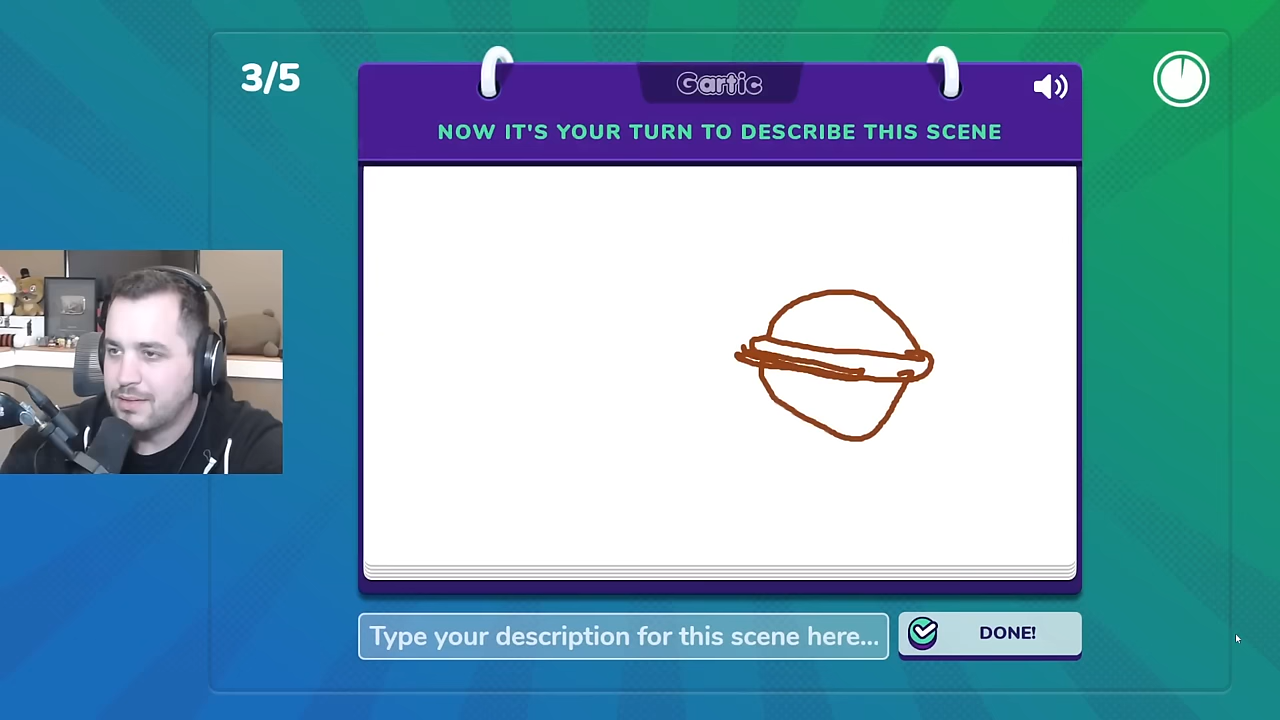 3/5
Gartic
NOW IT'S YOUR TURN TO DESCRIBE THIS SCENE
Type your description for this scene here...
DONE!